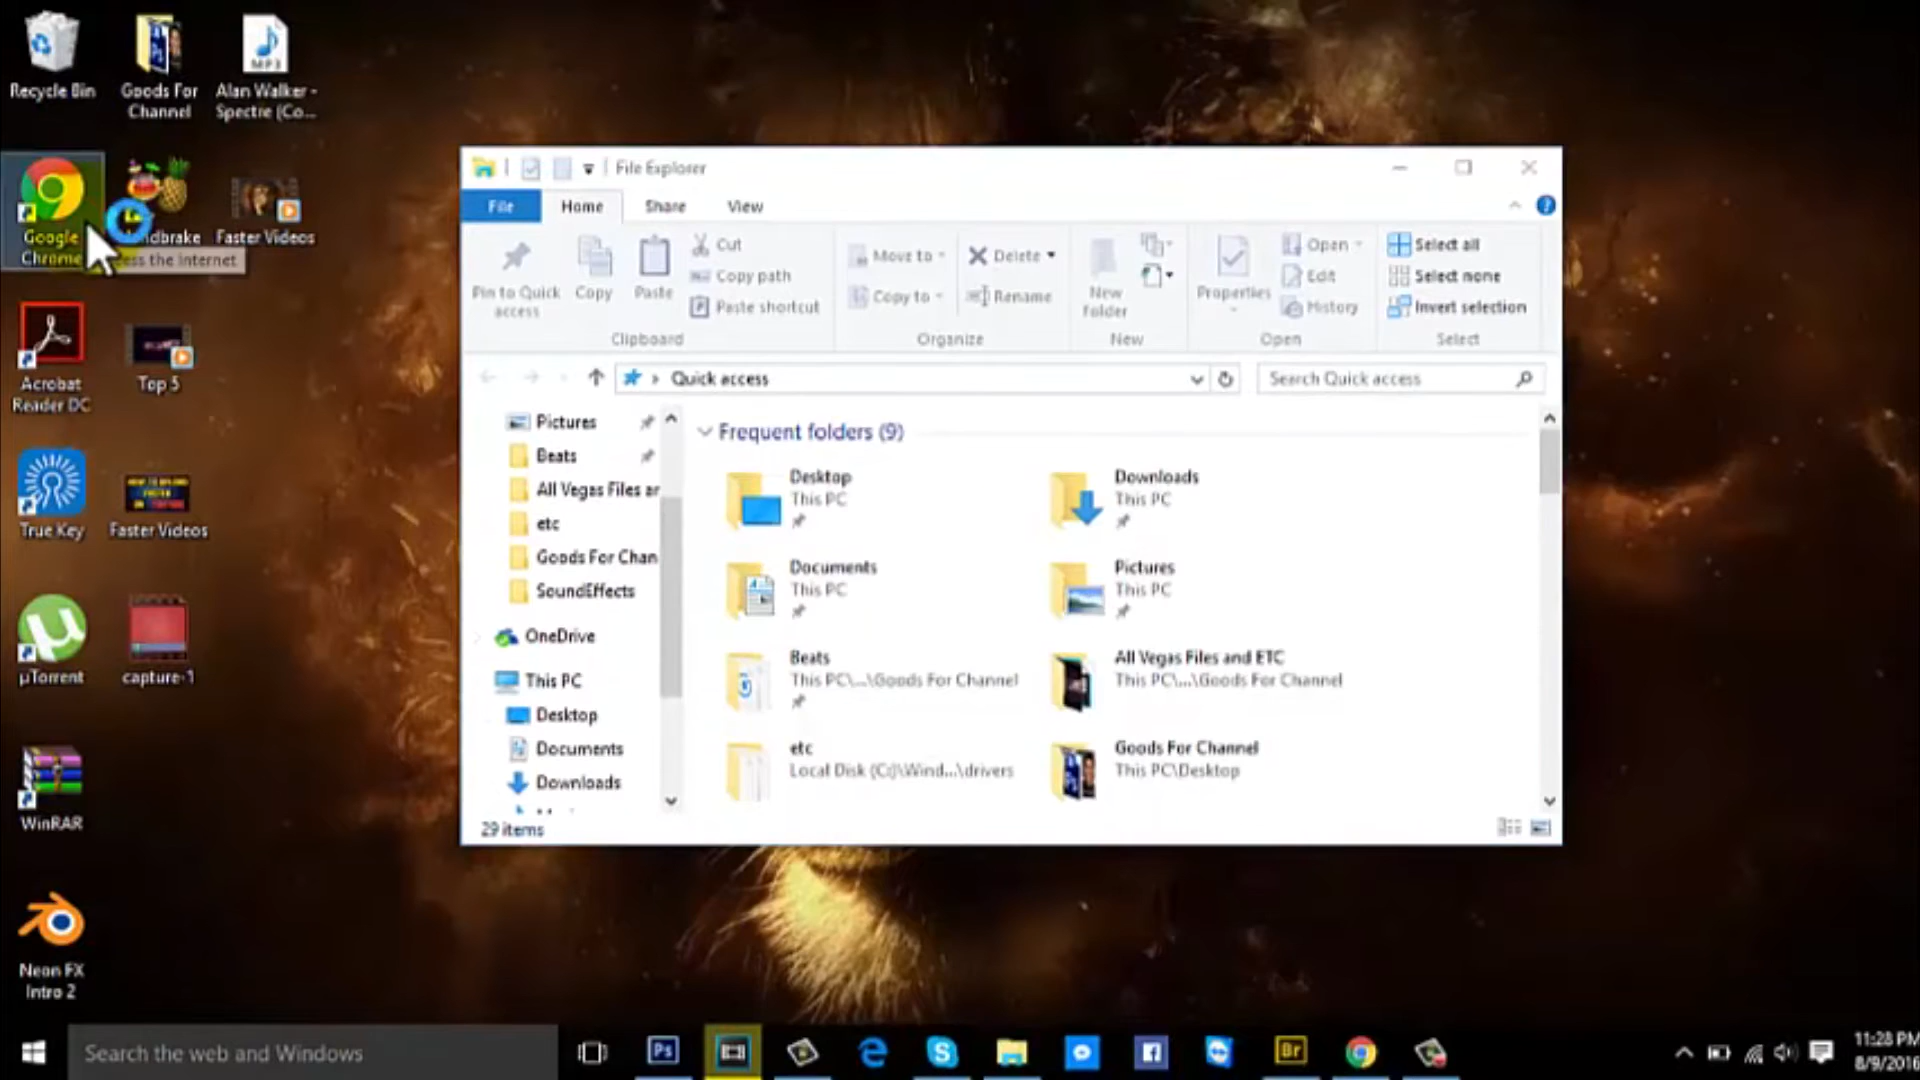 Recycle Bin
Goods For
Channel
Alan Walker -
Spectre (Co...
MP3
Google
Chrome
Handbrake
Faster Videos
the Internet
Acrobat
Reader DC
Top 5
True Key
Faster Videos
µTorrent
capture-1
WinRAR
Neon FX
Intro 2
File Explorer
File
Home
Share
View
Pin to Quick
access
Copy
Paste
Cut
Copy path
Paste shortcut
Clipboard
Move to
Copy to
Delete
Rename
Organize
New
folder
New
Properties
Open
Edit
History
Open
Select all
Select none
Invert selection
Select
Quick access
Search Quick access
Pictures
Beats
All Vegas Files ar
etc
Goods For Chan
SoundEffects
OneDrive
This PC
Desktop
Documents
Downloads
Frequent folders (9)
Desktop
This PC
Downloads
This PC
Documents
This PC
Pictures
This PC
Beats
This PC\...\Goods For Channel
All Vegas Files and ETC
This PC\...\Goods For Channel
etc
Local Disk (C:)\Wind...\drivers
Goods For Channel
This PC\Desktop
29 items
Search the web and Windows
Ps
Br
11:28 PM
8/9/2016